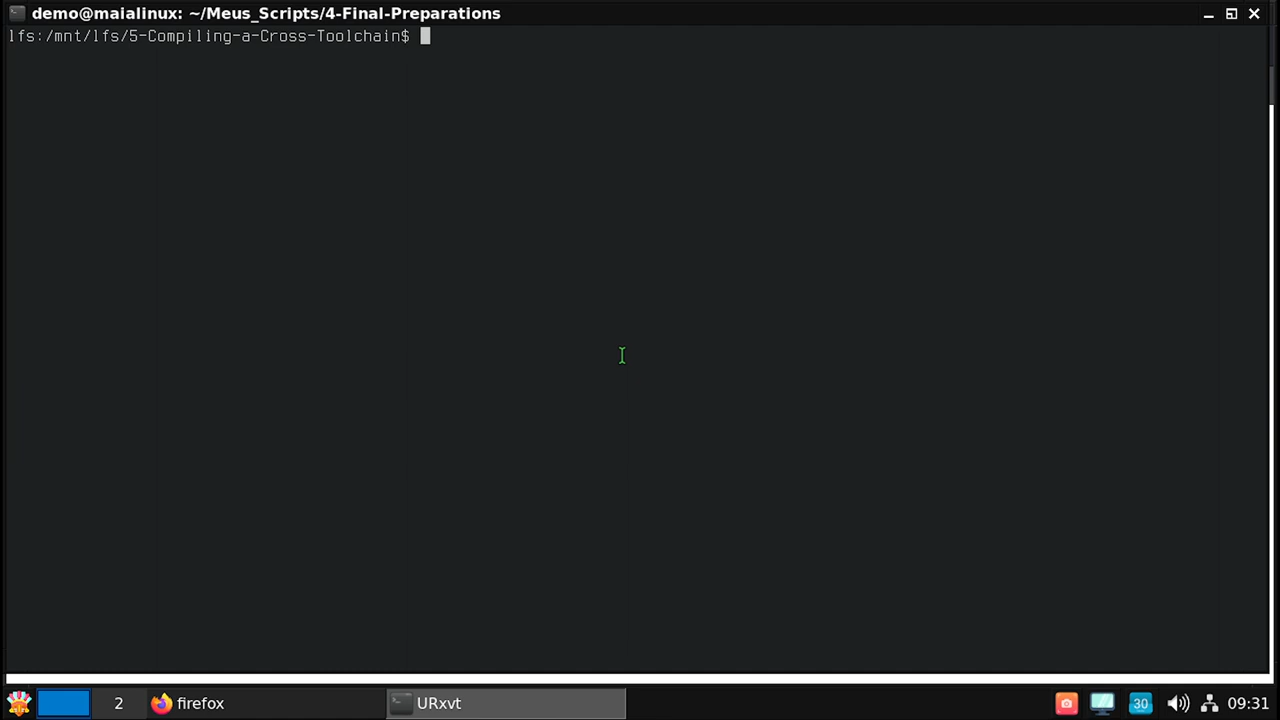 demo@maialinux: ~/Meus_Scripts/4-Final-Preparations
lfs:/mnt/lfs/5-Compiling-a-Cross-Toolchain$
2
firefox
URxvt
30
09:31